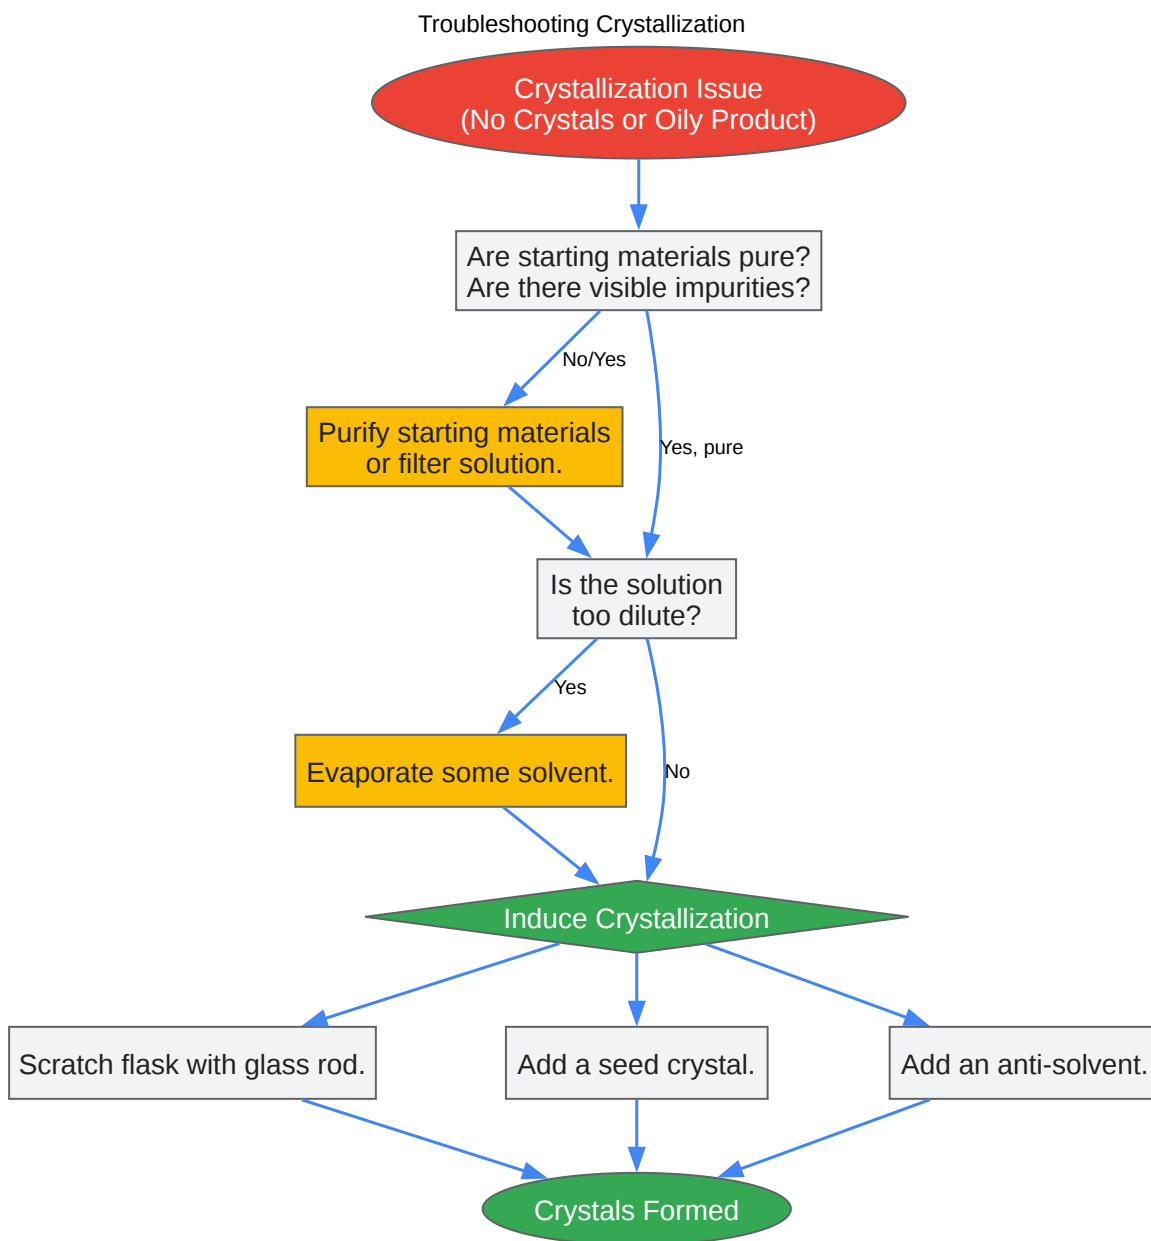 Troubleshooting Crystallization
Crystallization Issue
(No Crystals or Oily Product)
Are starting materials pure?
Are there visible impurities?
No/Yes
Purify starting materials
or filter solution.
Yes, pure
Is the solution
too dilute?
Yes
Evaporate some solvent.
No
Induce Crystallization
Scratch flask with glass rod.
Add a seed crystal.
Add an anti-solvent.
Crystals Formed